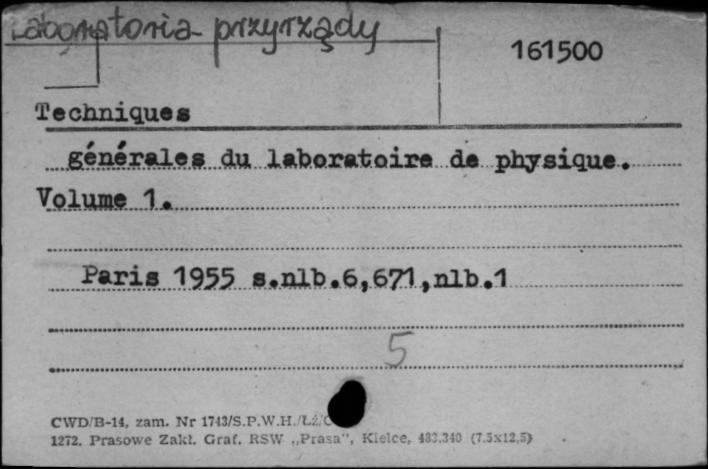 Laboratoria - przyrządy
161500
Techniques
générales du laboratoire de physique.
Volume 1.
Paris 1955 s.nlb.6,671,nlb.1
5
CWD/B-14, zam. Nr 1743/S.P.W.H./Łź/
1272. Prasowe Zakł. Graf. RSW „Prasa", Kielce, 483.340 (7.5x12,5)